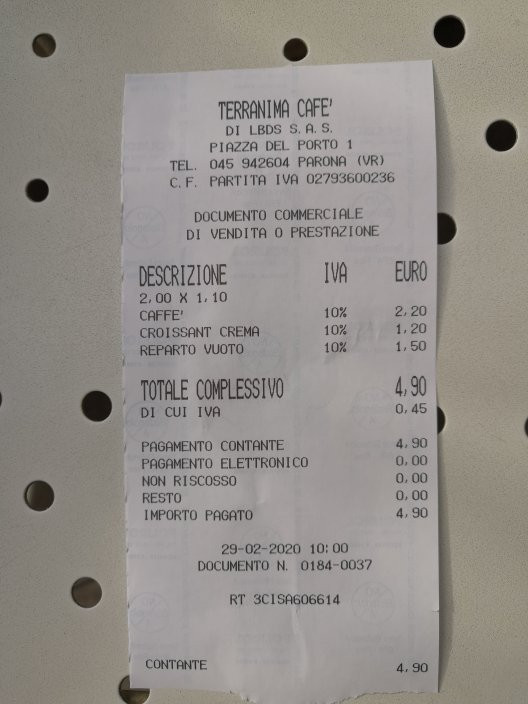 TERRANIMA CAFE'
DI LBDS S.A.S.
PIAZZA DEL PORTO 1
TEL. 045 942604 PARONA (VR)
C.F. PARTITA IVA 02793600236
DOCUMENTO COMMERCIALE
DI VENDITA O PRESTAZIONE
DESCRIZIONE IVA EURO
2,00 X 1,10
CAFFE' 10% 2,20
CROISSANT CREMA 10% 1,20
REPARTO VUOTO 10% 1,50
TOTALE COMPLESSIVO 4,90
DI CUI IVA 0,45
PAGAMENTO CONTANTE 4,90
PAGAMENTO ELETTRONICO 0,00
NON RISCOSSO 0,00
RESTO 0,00
IMPORTO PAGATO 4,90
29-02-2020 10:00
DOCUMENTO N. 0184-0037
RT 3CISA606614
CONTANTE 4,90